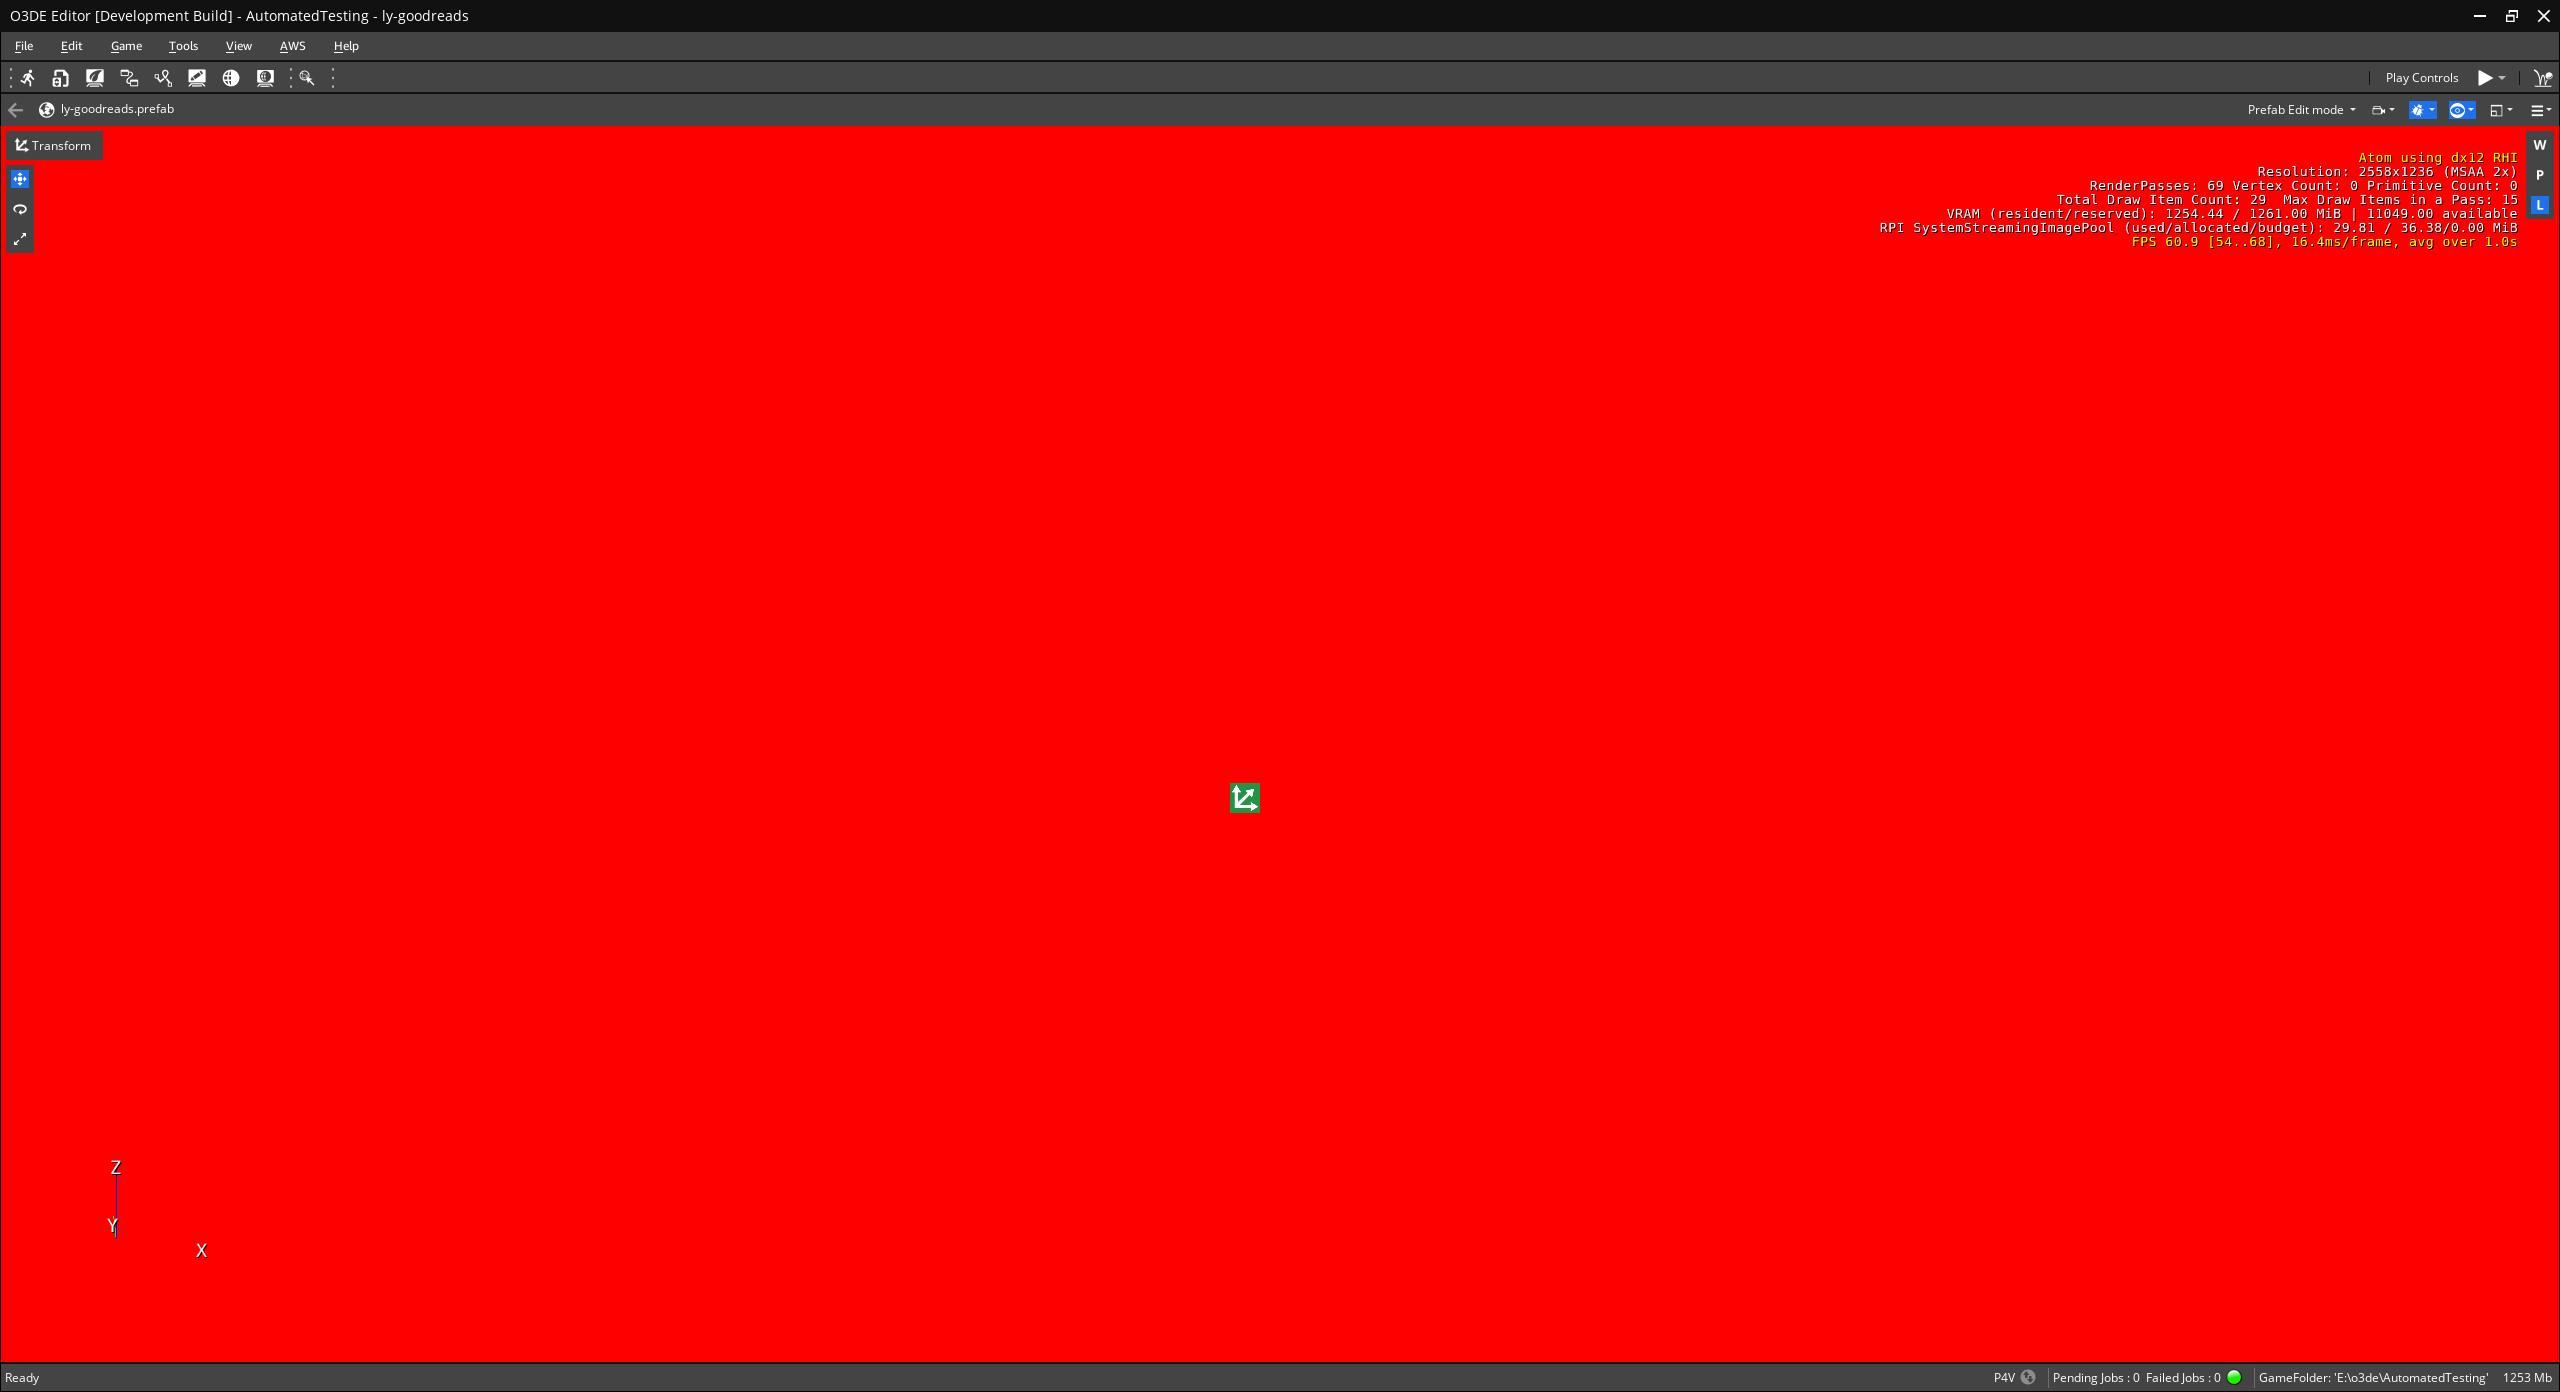 O3DE Editor [Development Build] - AutomatedTesting - ly-goodreads
File Edit Game Tools View AWS Help
Play Controls
ly-goodreads.prefab
Prefab Edit mode
Transform
W
P
L
Atom using dx12 RHI
Resolution: 2558x1236 (MSAA 2x)
RenderPasses: 69 Vertex Count: 0 Primitive Count: 0
Total Draw Item Count: 29  Max Draw Items in a Pass: 15
VRAM (resident/reserved): 1254.44 / 1261.00 MiB | 11049.00 available
RPI SystemStreamingImagePool (used/allocated/budget): 29.81 / 36.38/0.00 MiB
FPS 60.9 [54..68], 16.4ms/frame, avg over 1.0s
Z
Y
X
Ready
P4V Pending Jobs : 0 Failed Jobs : 0 GameFolder: 'E:\o3de\AutomatedTesting' 1253 Mb